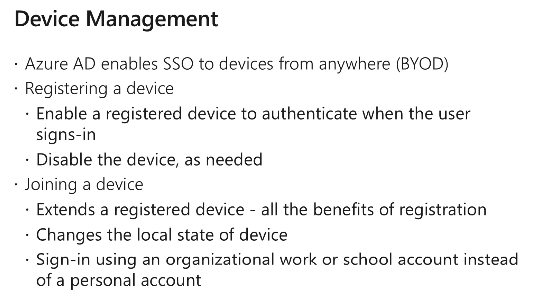 Device Management
· Azure AD enables SSO to devices from anywhere (BYOD)
· Registering a device
· Enable a registered device to authenticate when the user
signs-in
· Disable the device, as needed
· Joining a device
· Extends a registered device - all the benefits of registration
· Changes the local state of device
· Sign-in using an organizational work or school account instead
of a personal account